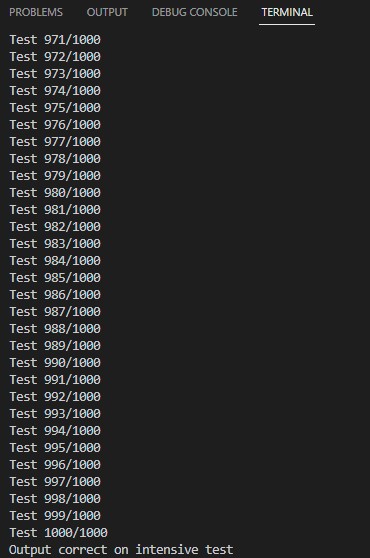 PROBLEMS OUTPUT DEBUG CONSOLE TERMINAL
Test 971/1000
Test 972/1000
Test 973/1000
Test 974/1000
Test 975/1000
Test 976/1000
Test 977/1000
Test 978/1000
Test 979/1000
Test 980/1000
Test 981/1000
Test 982/1000
Test 983/1000
Test 984/1000
Test 985/1000
Test 986/1000
Test 987/1000
Test 988/1000
Test 989/1000
Test 990/1000
Test 991/1000
Test 992/1000
Test 993/1000
Test 994/1000
Test 995/1000
Test 996/1000
Test 997/1000
Test 998/1000
Test 999/1000
Test 1000/1000
Output correct on intensive test